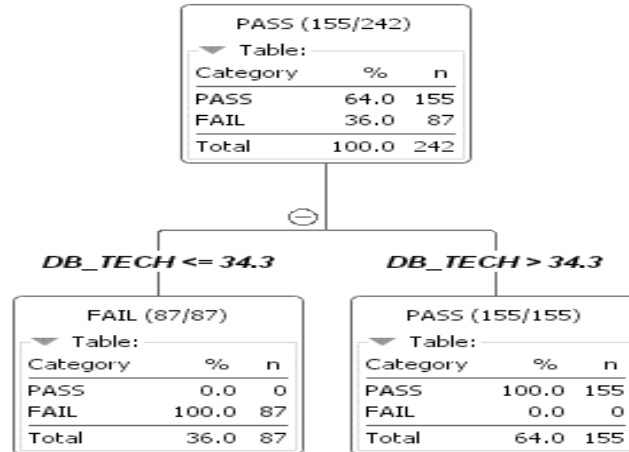 PASS (155/242)
Table:
Category % n
PASS 64.0 155
FAIL 36.0 87
Total 100.0 242
DB_TECH <= 34.3
DB_TECH > 34.3
FAIL (87/87)
Table:
Category % n
PASS 0.0 0
FAIL 100.0 87
Total 36.0 87
PASS (155/155)
Table:
Category % n
PASS 100.0 155
FAIL 0.0 0
Total 64.0 155